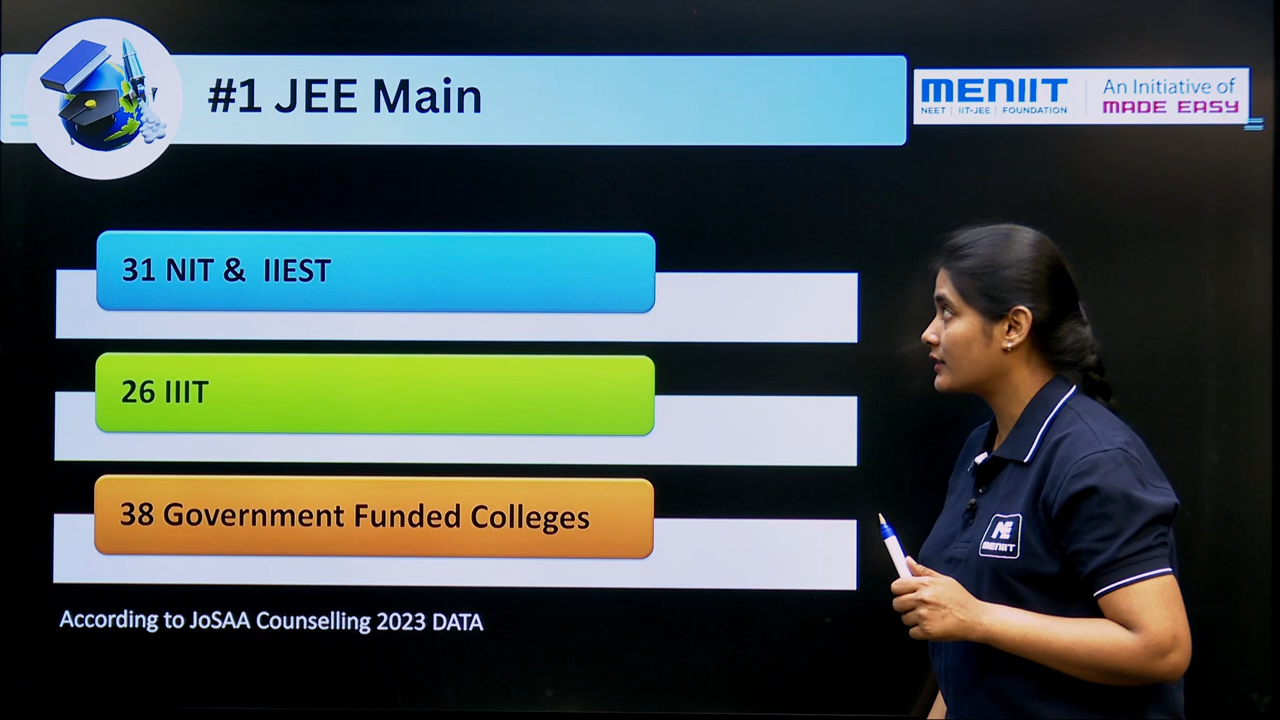 #1 JEE Main
MENIIT
NEET | IIT-JEE | FOUNDATION
An Initiative of
MADE EASY
31 NIT & IIEST
26 IIIT
38 Government Funded Colleges
According to JoSAA Counselling 2023 DATA
MENIIT